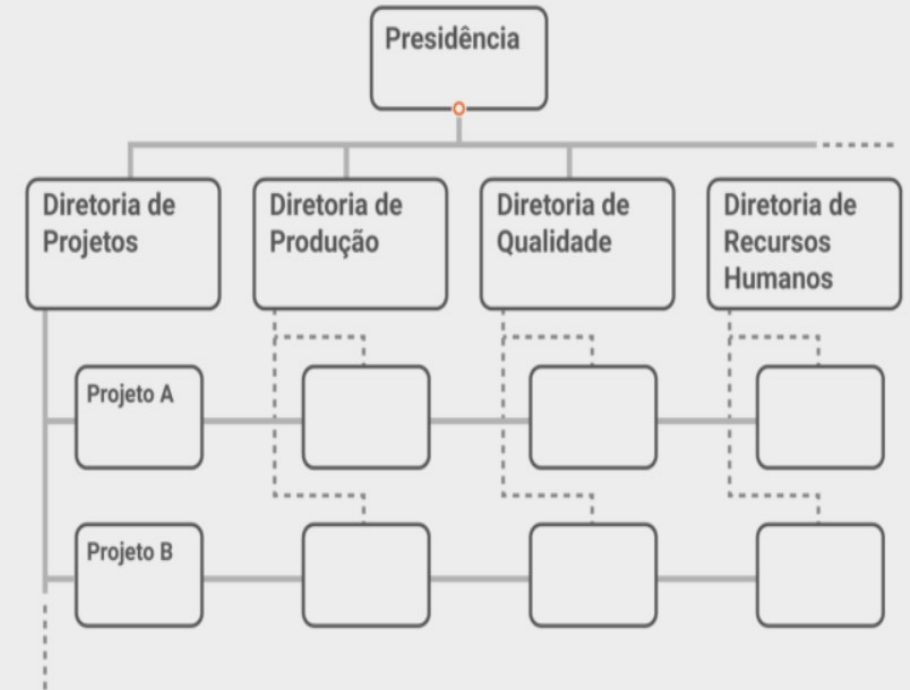 Presidência
Diretoria de
Projetos
Diretoria de
Produção
Diretoria de
Qualidade
Diretoria de
Recursos
Humanos
Projeto A
Projeto B